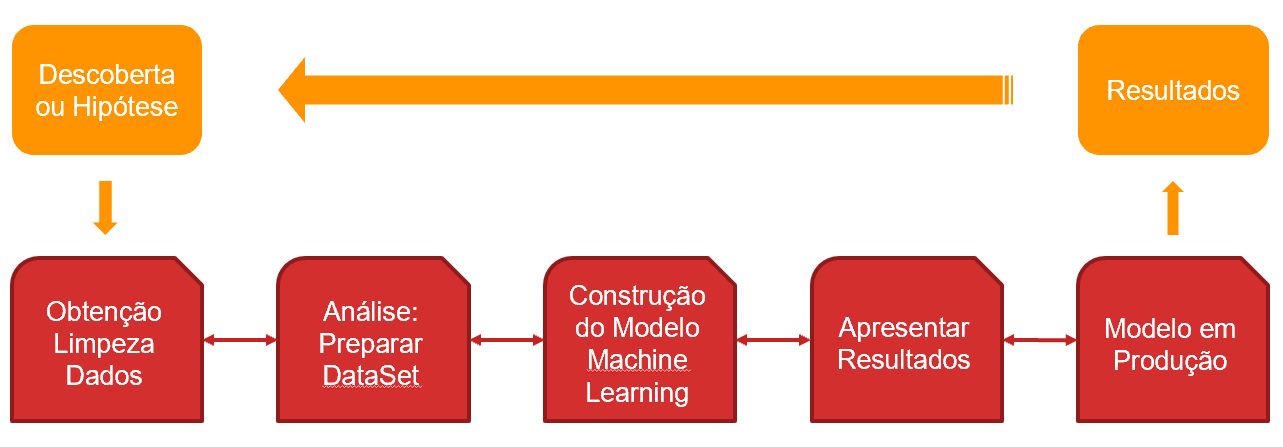 Descoberta
ou Hipótese
Resultados
Obtenção
Limpeza
Dados
Análise:
Preparar
DataSet
Construção
do Modelo
Machine
Learning
Apresentar
Resultados
Modelo em
Produção